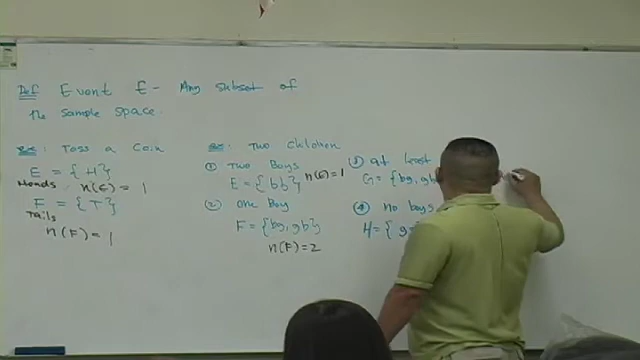 Def Event E - Any subset of
the sample space.
Ex: Toss a Coin
E = {H}
Heads n(E) = 1
F = {T}
Tails
n(F) = 1
Ex: Two Children
① Two Boys
E = {bb} n(E)=1
② One Boy
F = {bg, gb}
n(F) = 2
③ at least
G = {bg, gb
④ no boys
H = { g